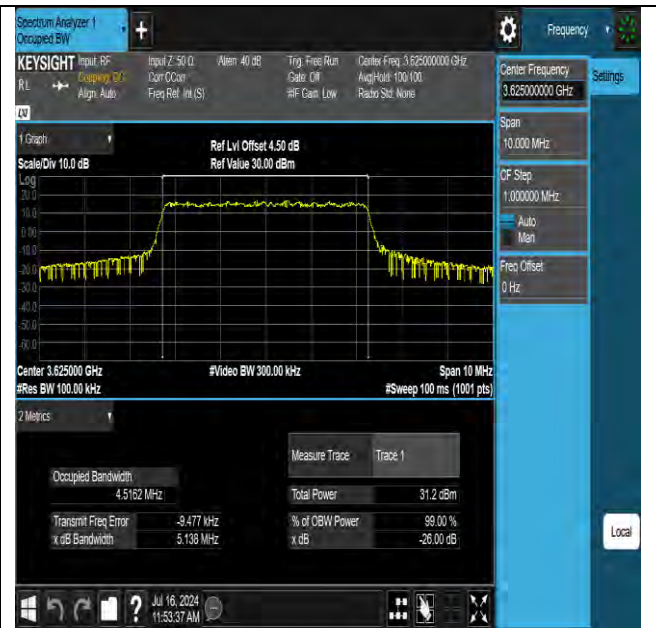 Spectrum Analyzer 1
Occupied BW
Frequency
KEYSIGHT Input: RF Input Z: 50 Ω Atten: 40 dB Trig: Free Run Center Freq: 3.625000000 GHz
RL Coupling: DC Corr CCorr Gate: Off Avg|Hold: 100/100
Align: Auto Freq Ref: Int (S) #IF Gain: Low Radio Std: None
LXI
Center Frequency
3.625000000 GHz
Settings
Span
10.000 MHz
CF Step
1.000000 MHz
Auto
Man
Freq Offset
0 Hz
1 Graph
Ref Lvl Offset 4.50 dB
Scale/Div 10.0 dB Ref Value 30.00 dBm
Log
20.0
10.0
0.00
-10.0
-20.0
-30.0
-40.0
-50.0
-60.0
Center 3.625000 GHz #Video BW 300.00 kHz Span 10 MHz
#Res BW 100.00 kHz #Sweep 100 ms (1001 pts)
2 Metrics
Measure Trace Trace 1
Occupied Bandwidth
4.5162 MHz
Total Power 31.2 dBm
Transmit Freq Error -9.477 kHz % of OBW Power 99.00 %
x dB Bandwidth 5.138 MHz x dB -26.00 dB
Local
? Jul 16, 2024
11:53:37 AM